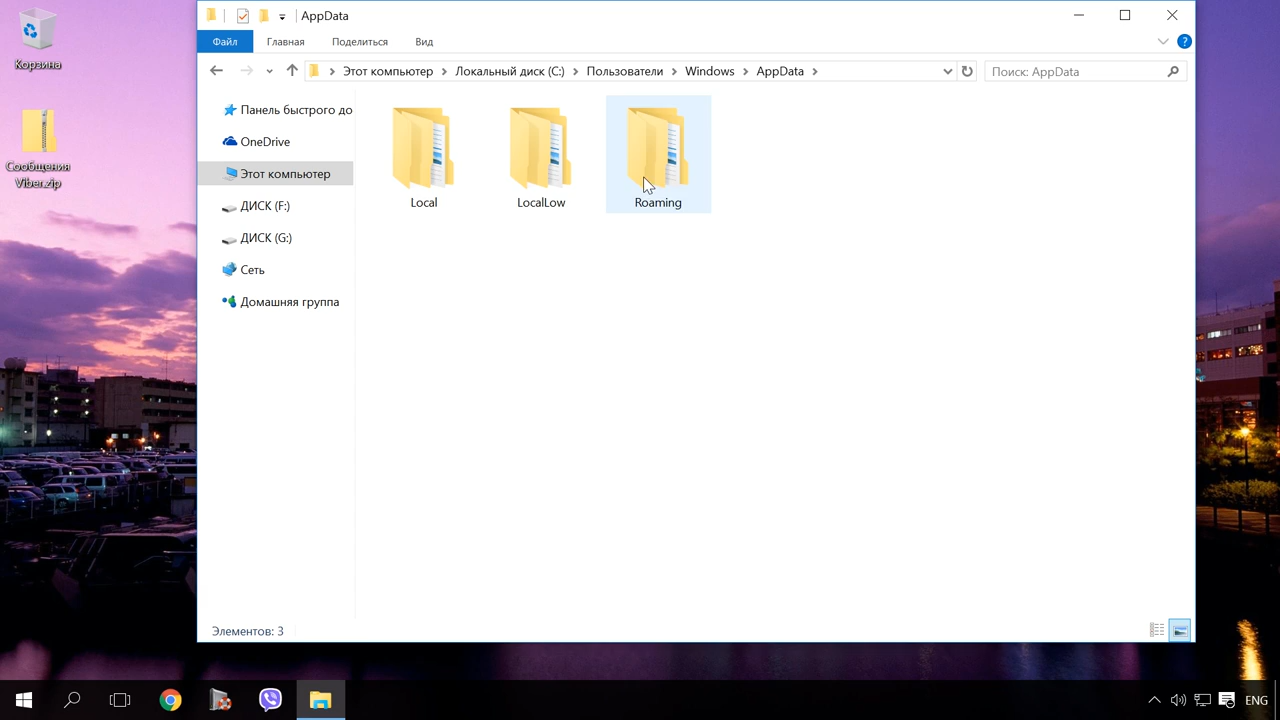 Корзина
Сообщения
Viber.zip
AppData
Файл
Главная
Поделиться
Вид
?
Этот компьютер
Локальный диск (C:)
Пользователи
Windows
AppData
Поиск: AppData
Панель быстрого до
OneDrive
Этот компьютер
ДИСК (F:)
ДИСК (G:)
Сеть
Домашняя группа
Local
LocalLow
Roaming
Элементов: 3
ENG